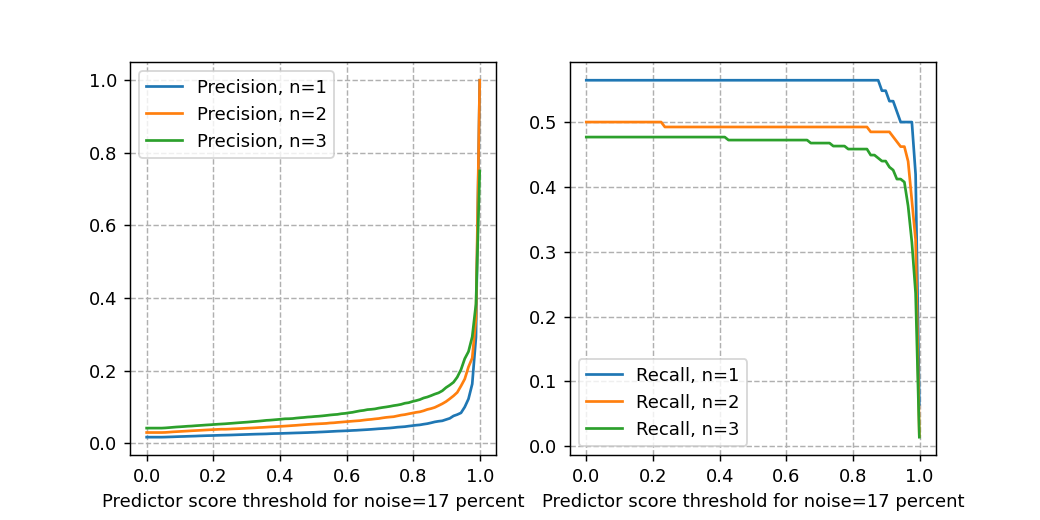 1.0
0.8
0.6
0.4
0.2
0.0
Precision, n=1
Precision, n=2
Precision, n=3
0.0 0.2 0.4 0.6 0.8 1.0
Predictor score threshold for noise=17 percent
0.5
0.4
0.3
0.2
0.1
0.0
Recall, n=1
Recall, n=2
Recall, n=3
0.0 0.2 0.4 0.6 0.8 1.0
Predictor score threshold for noise=17 percent